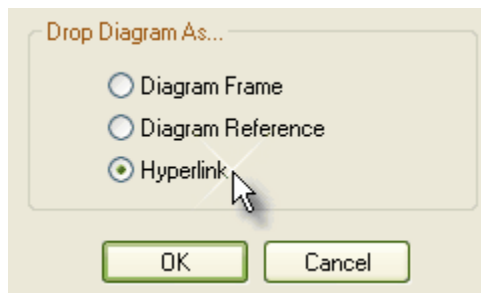 Drop Diagram As...
Diagram Frame
Diagram Reference
Hyperlink
OK Cancel